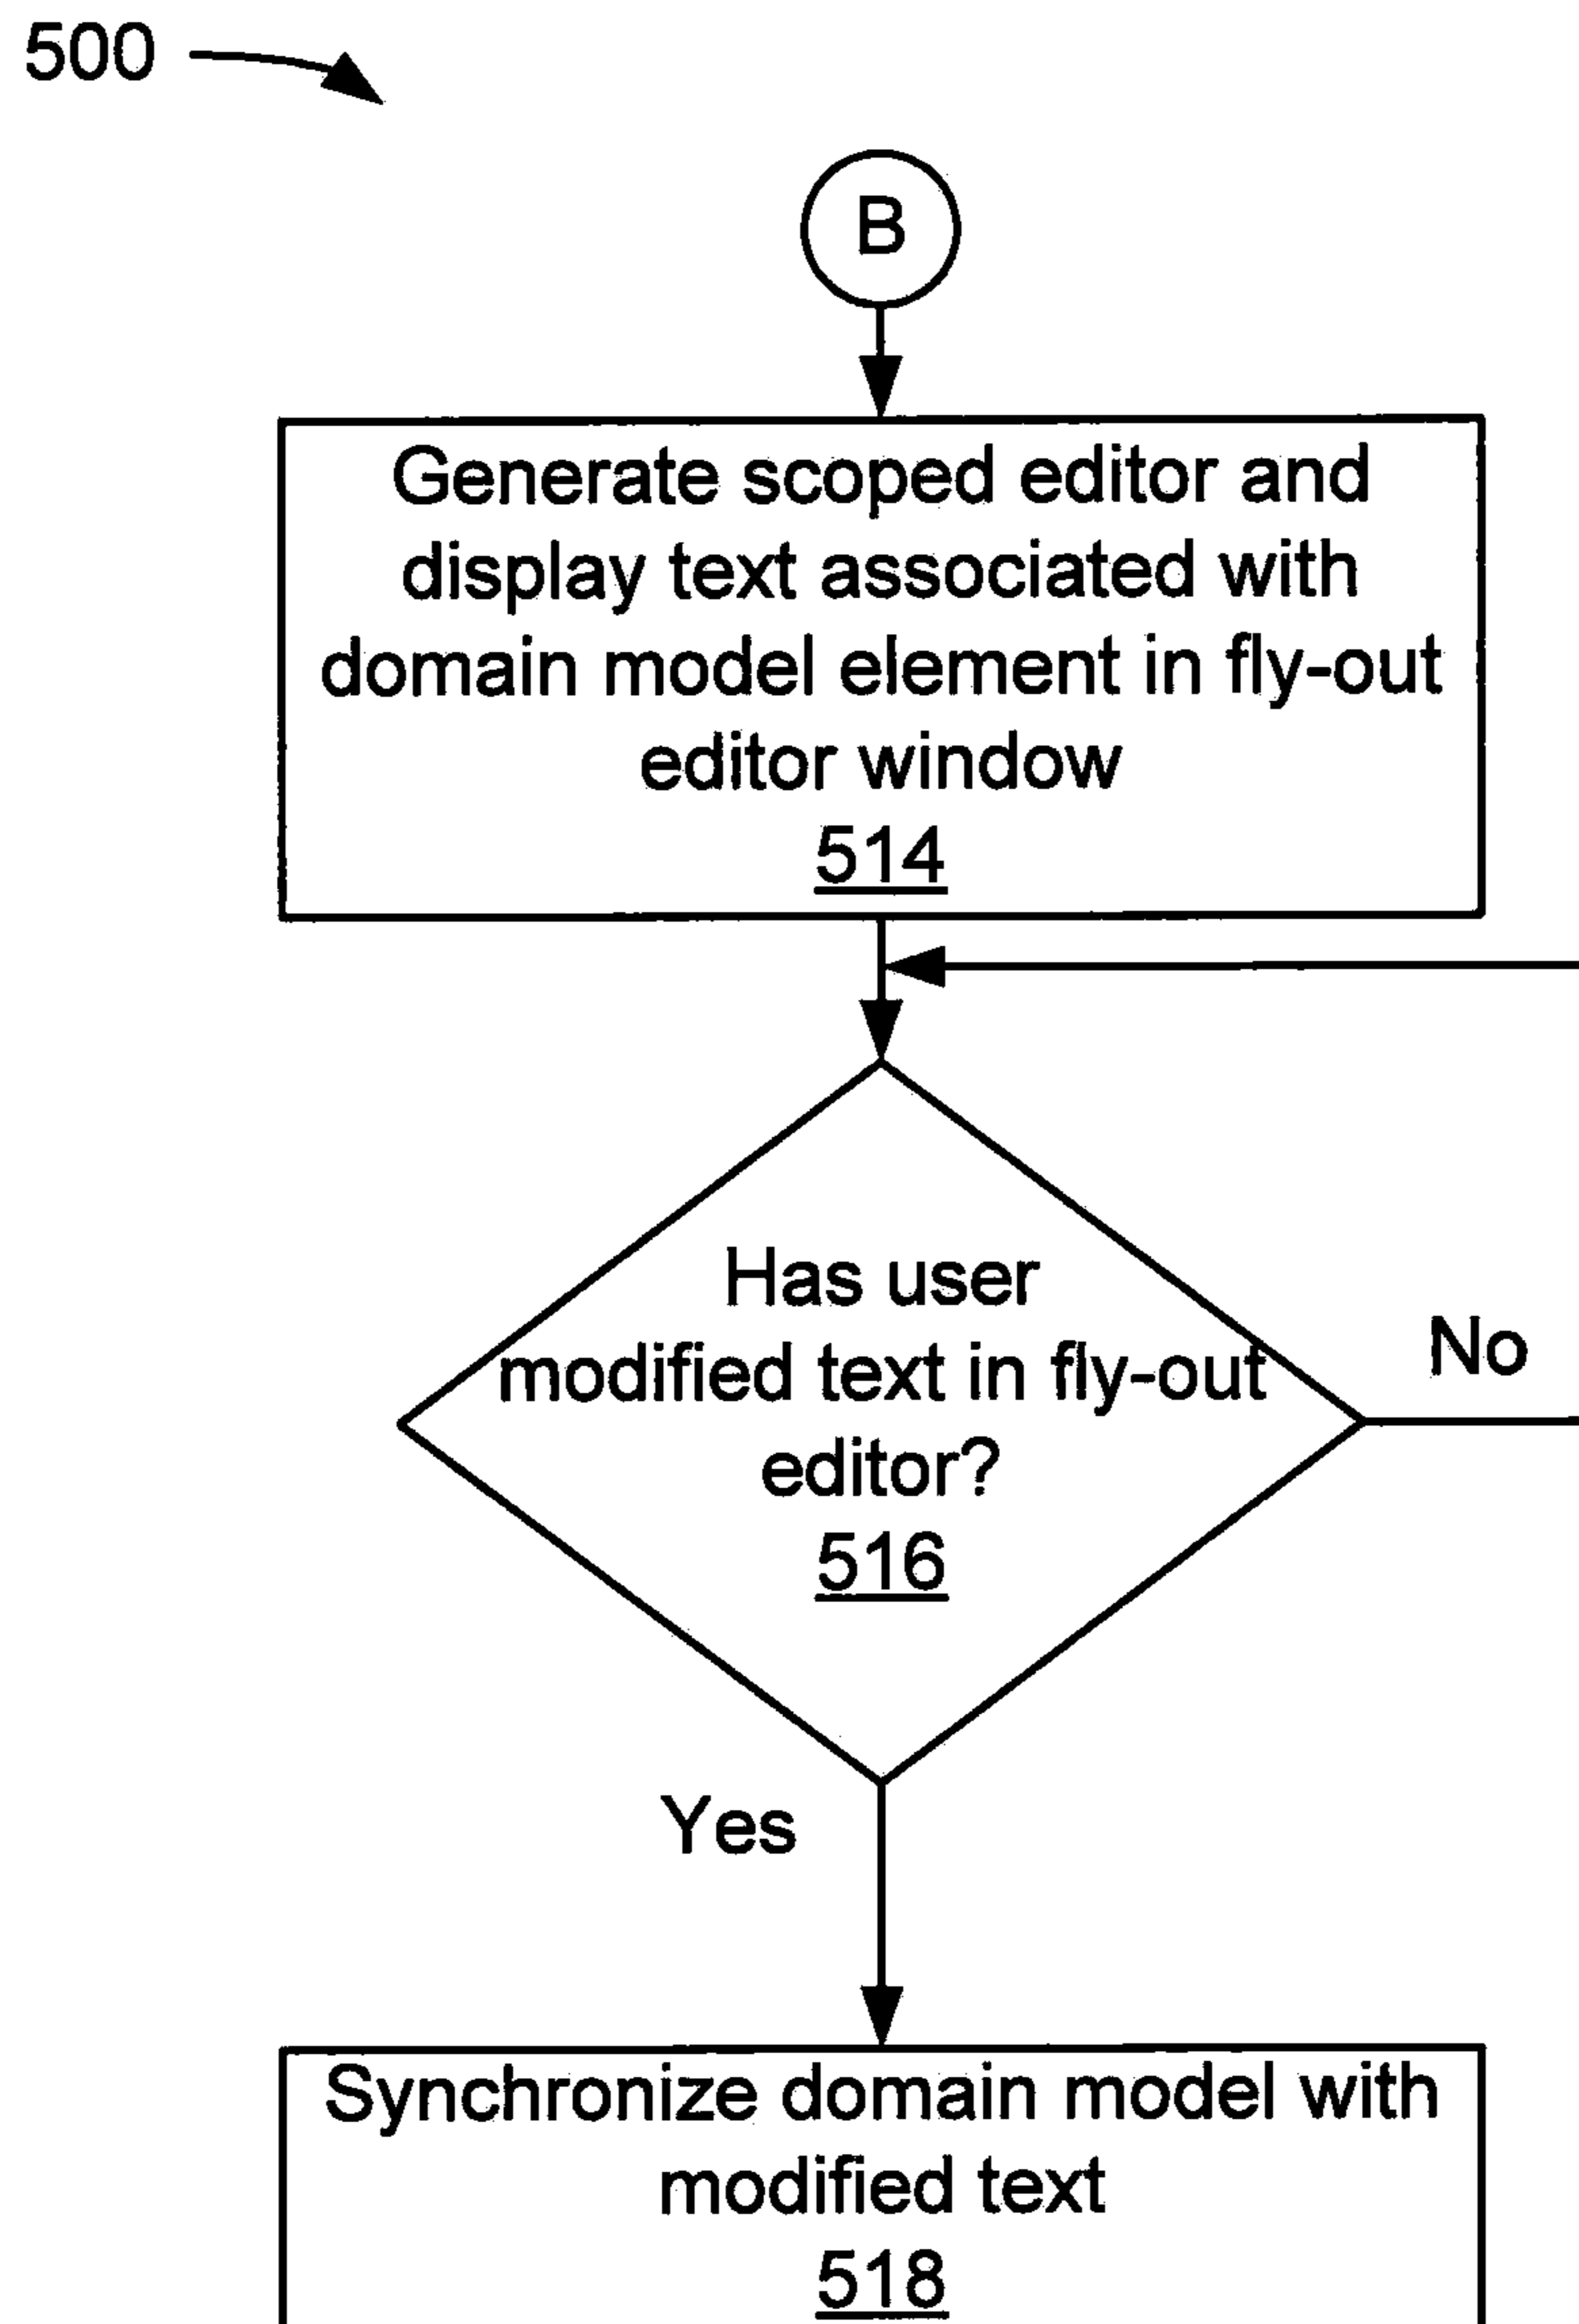 500
B
Generate scoped editor and
display text associated with
domain model element in fly-out
editor window
514
Has user
modified text in fly-out
editor?
516
No
Yes
Synchronize domain model with
modified text
518